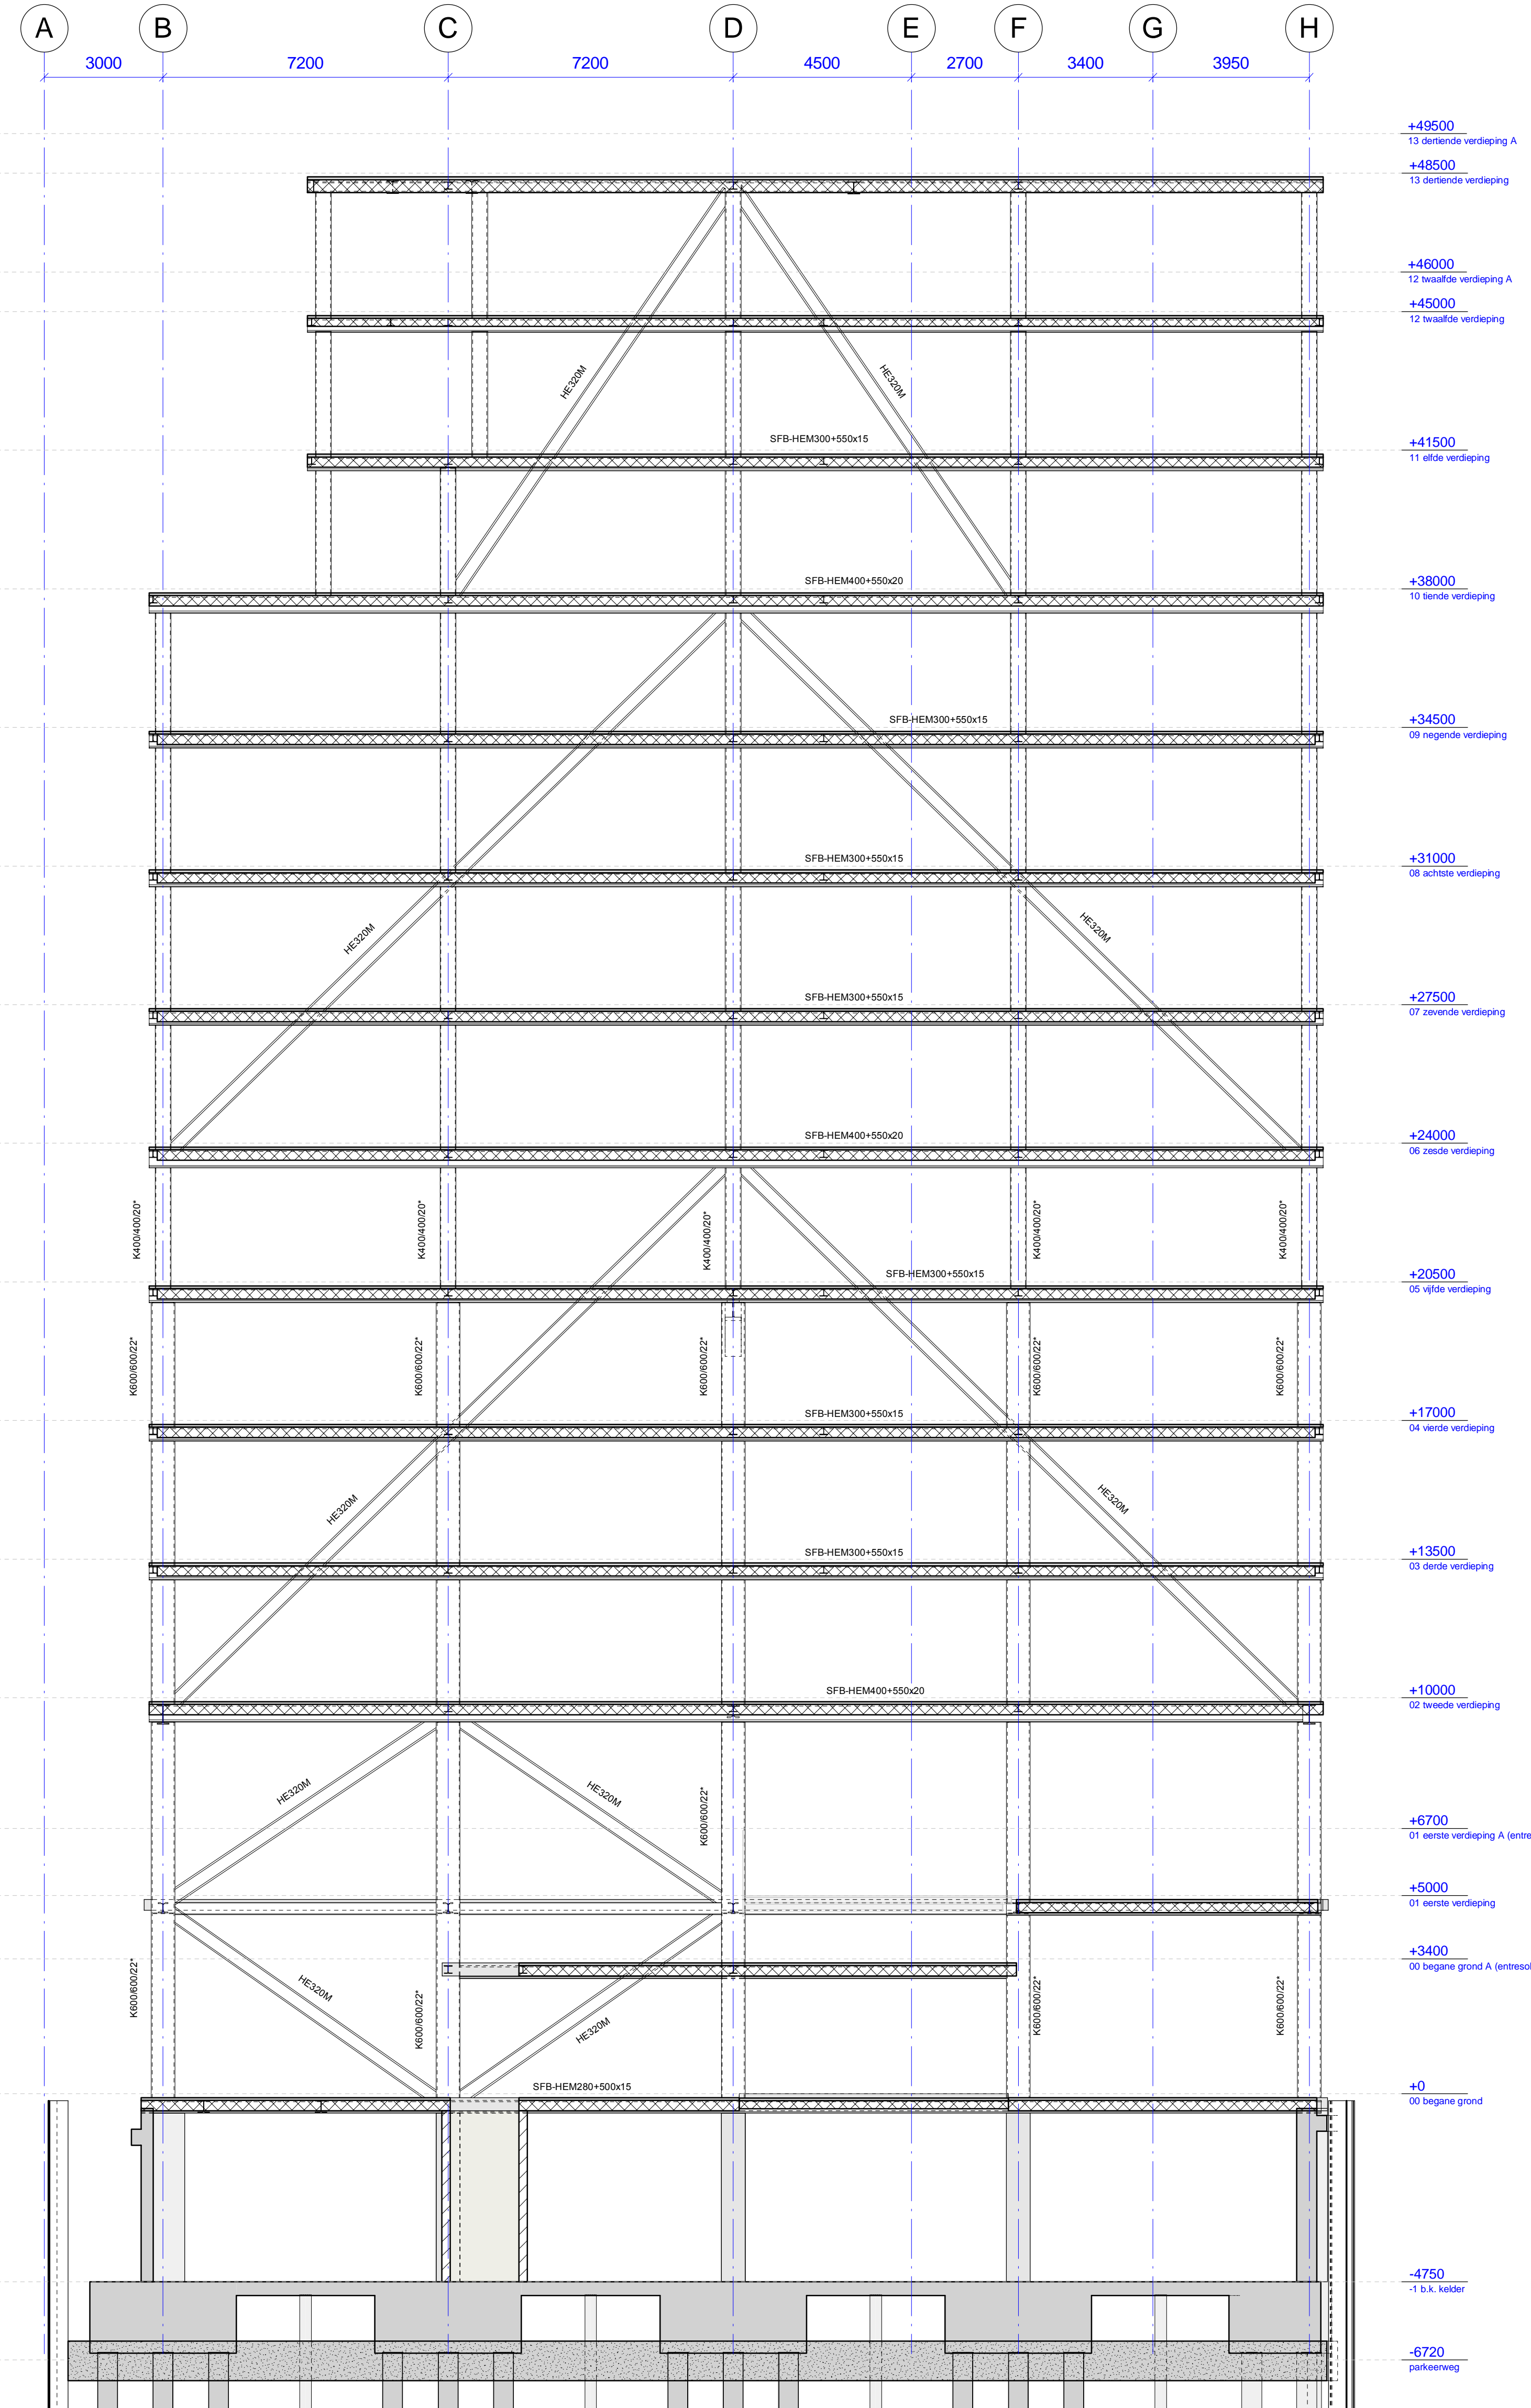 A B C D E F G H
3000 7200 7200 4500 2700 3400 3950
+49500
13 dertiende verdieping A
+48500
13 dertiende verdieping
+46000
12 twaalfde verdieping A
+45000
12 twaalfde verdieping
HE320M HE320M
SFB-HEM300+550x15
+41500
11 elfde verdieping
SFB-HEM400+550x20
+38000
10 tiende verdieping
SFB-HEM300+550x15
+34500
09 negende verdieping
SFB-HEM300+550x15
+31000
08 achtste verdieping
HE320M HE320M
SFB-HEM300+550x15
+27500
07 zevende verdieping
SFB-HEM400+550x20
+24000
06 zesde verdieping
K400/400/20* K400/400/20* K400/400/20* K400/400/20* K400/400/20*
SFB-HEM300+550x15
+20500
05 vijfde verdieping
K600/600/22* K600/600/22* K600/600/22* K600/600/22* K600/600/22*
SFB-HEM300+550x15
+17000
04 vierde verdieping
HE320M HE320M
SFB-HEM300+550x15
+13500
03 derde verdieping
SFB-HEM400+550x20
+10000
02 tweede verdieping
HE320M HE320M K600/600/22*
+6700
01 eerste verdieping A (entre
+5000
01 eerste verdieping
+3400
00 begane grond A (entresol
K600/600/22* HE320M K600/600/22* HE320M K600/600/22* K600/600/22*
SFB-HEM280+500x15
+0
00 begane grond
-4750
-1 b.k. kelder
-6720
parkeerweg